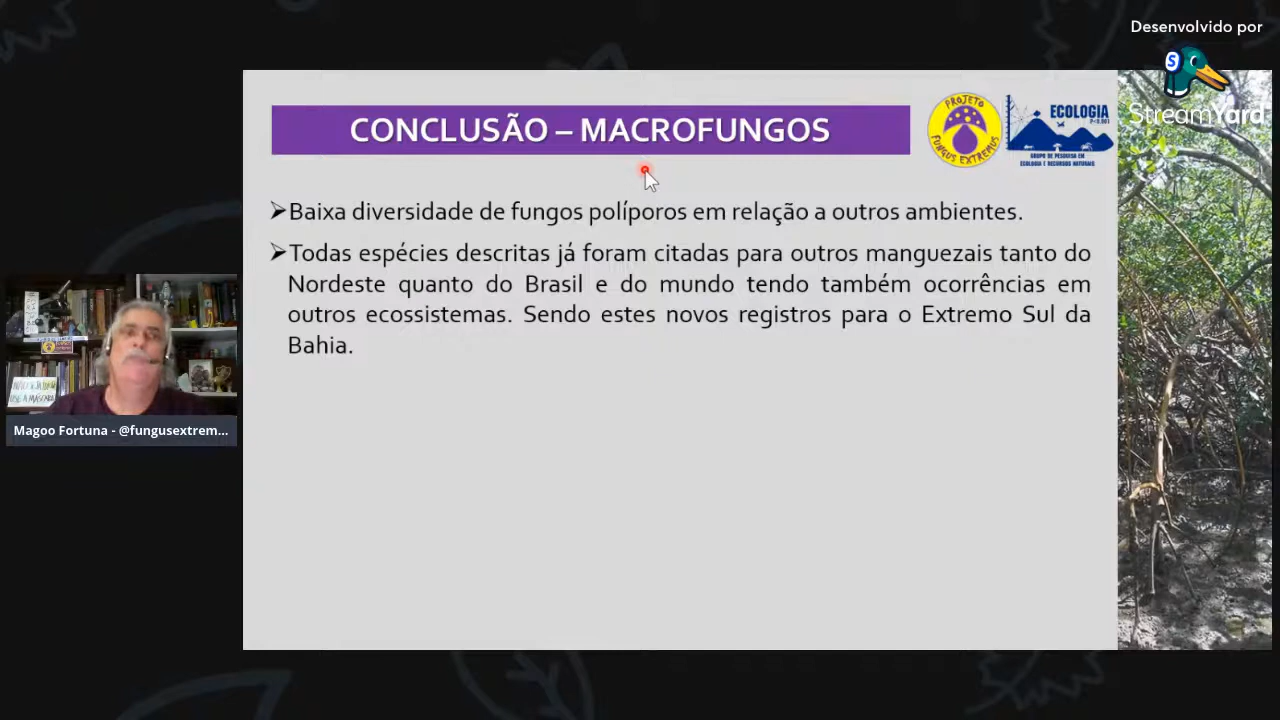 Desenvolvido por
StreamYard
CONCLUSÃO – MACROFUNGOS
PROJETO
FUNGUS EXTREMUS
ECOLOGIA
GRUPO DE PESQUISA EM
ECOLOGIA E RECURSOS NATURAIS
➢Baixa diversidade de fungos políporos em relação a outros ambientes.
➢Todas espécies descritas já foram citadas para outros manguezais tanto do
Nordeste quanto do Brasil e do mundo tendo também ocorrências em
outros ecossistemas. Sendo estes novos registros para o Extremo Sul da
Bahia.
Magoo Fortuna - @fungusextrem...